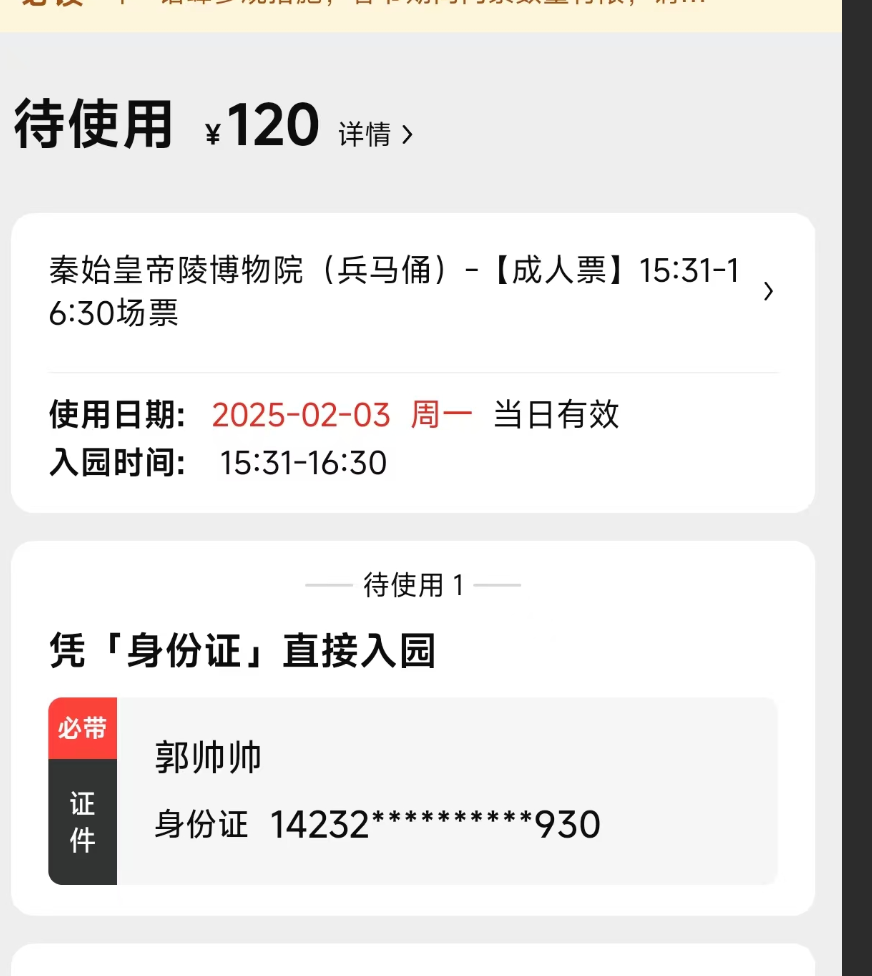 待使用 ¥120 详情 >
秦始皇帝陵博物院（兵马俑）-【成人票】15:31-1
6:30场票
使用日期: 2025-02-03 周一 当日有效
入园时间: 15:31-16:30
待使用 1
凭「身份证」直接入园
必带
证
件
郭帅帅
身份证 14232**********930